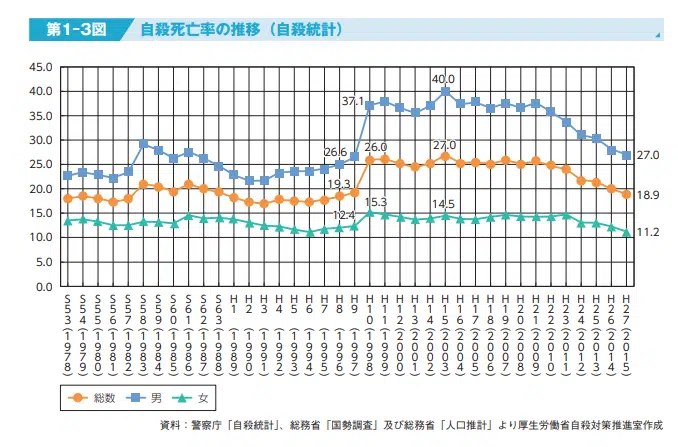 第1-3図 自殺死亡率の推移（自殺統計）
45.0
40.0
35.0
30.0
25.0
20.0
15.0
10.0
5.0
0.0
37.1
40.0
26.6
26.0
27.0
19.3
15.3
14.5
12.4
27.0
18.9
11.2
S53（1978）
S54（1979）
S55（1980）
S56（1981）
S57（1982）
S58（1983）
S59（1984）
S60（1985）
S61（1986）
S62（1987）
S63（1988）
H1（1989）
H2（1990）
H3（1991）
H4（1992）
H5（1993）
H6（1994）
H7（1995）
H8（1996）
H9（1997）
H10（1998）
H11（1999）
H12（2000）
H13（2001）
H14（2002）
H15（2003）
H16（2004）
H17（2005）
H18（2006）
H19（2007）
H20（2008）
H21（2009）
H22（2010）
H23（2011）
H24（2012）
H25（2013）
H26（2014）
H27（2015）
総数 男 女
資料：警察庁「自殺統計」、総務省「国勢調査」及び総務省「人口推計」より厚生労働省自殺対策推進室作成